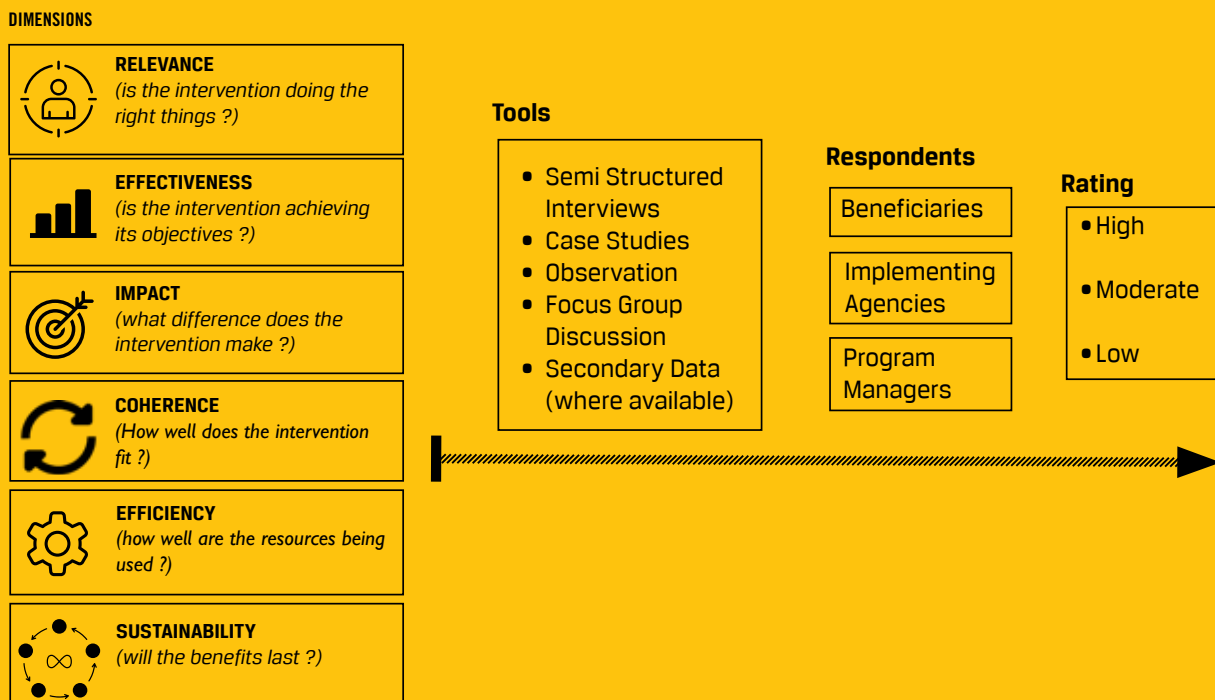 DIMENSIONS
RELEVANCE
(is the intervention doing the
right things ?)
EFFECTIVENESS
(is the intervention achieving
its objectives ?)
IMPACT
(what difference does the
intervention make ?)
COHERENCE
(How well does the intervention
fit ?)
EFFICIENCY
(how well are the resources being
used ?)
SUSTAINABILITY
(will the benefits last ?)
Tools
• Semi Structured
Interviews
• Case Studies
• Observation
• Focus Group
Discussion
• Secondary Data
(where available)
Respondents
Beneficiaries
Implementing
Agencies
Program
Managers
Rating
• High
• Moderate
• Low